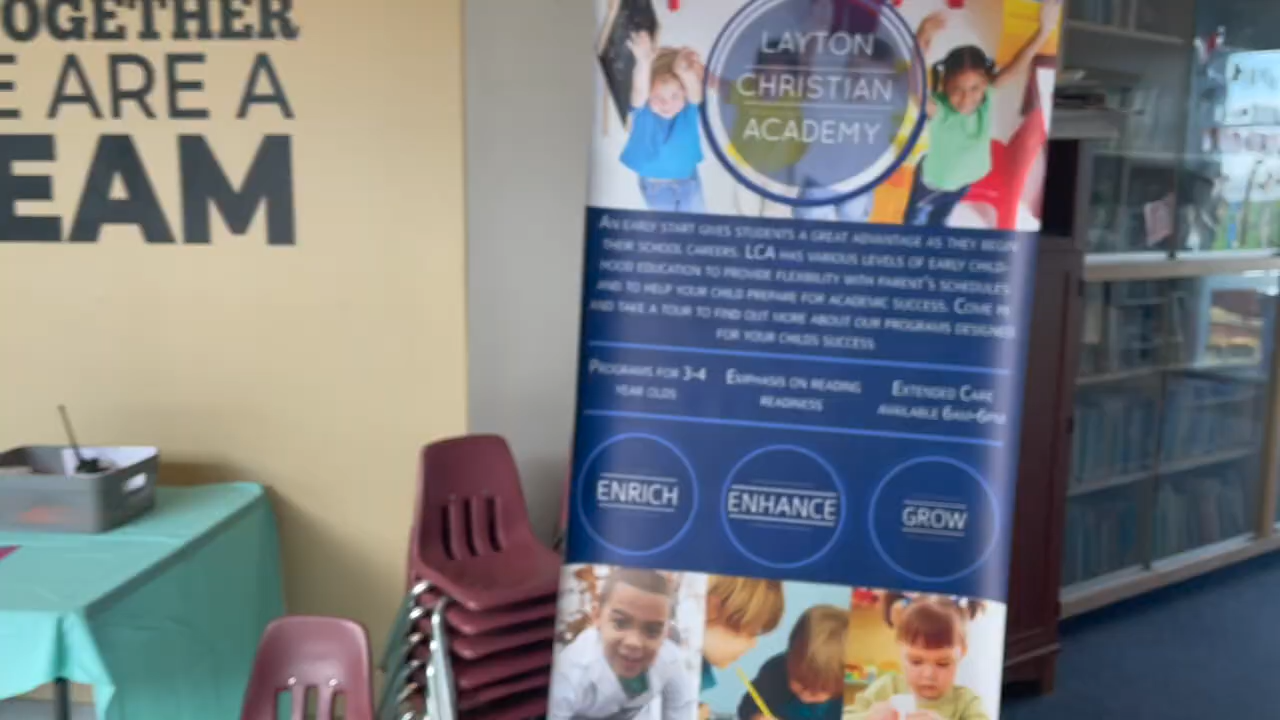 OGETHER
E ARE A
EAM
LAYTON
CHRISTIAN
ACADEMY
AN EARLY START GIVES STUDENTS A GREAT ADVANTAGE AS THEY BEGIN
THEIR SCHOOL CAREERS. LCA HAS VARIOUS LEVELS OF EARLY CHILD-
HOOD EDUCATION TO PROVIDE FLEXIBILITY WITH PARENT'S SCHEDULES
AND TO HELP YOUR CHILD PREPARE FOR ACADEMIC SUCCESS. COME IN
AND TAKE A TOUR TO FIND OUT MORE ABOUT OUR PROGRAMS DESIGNED
FOR YOUR CHILDS SUCCESS
PROGRAMS FOR 3-4
YEAR OLDS
EMPHASIS ON READING
READINESS
EXTENDED CARE
AVAILABLE 6AM-6PM
ENRICH
ENHANCE
GROW